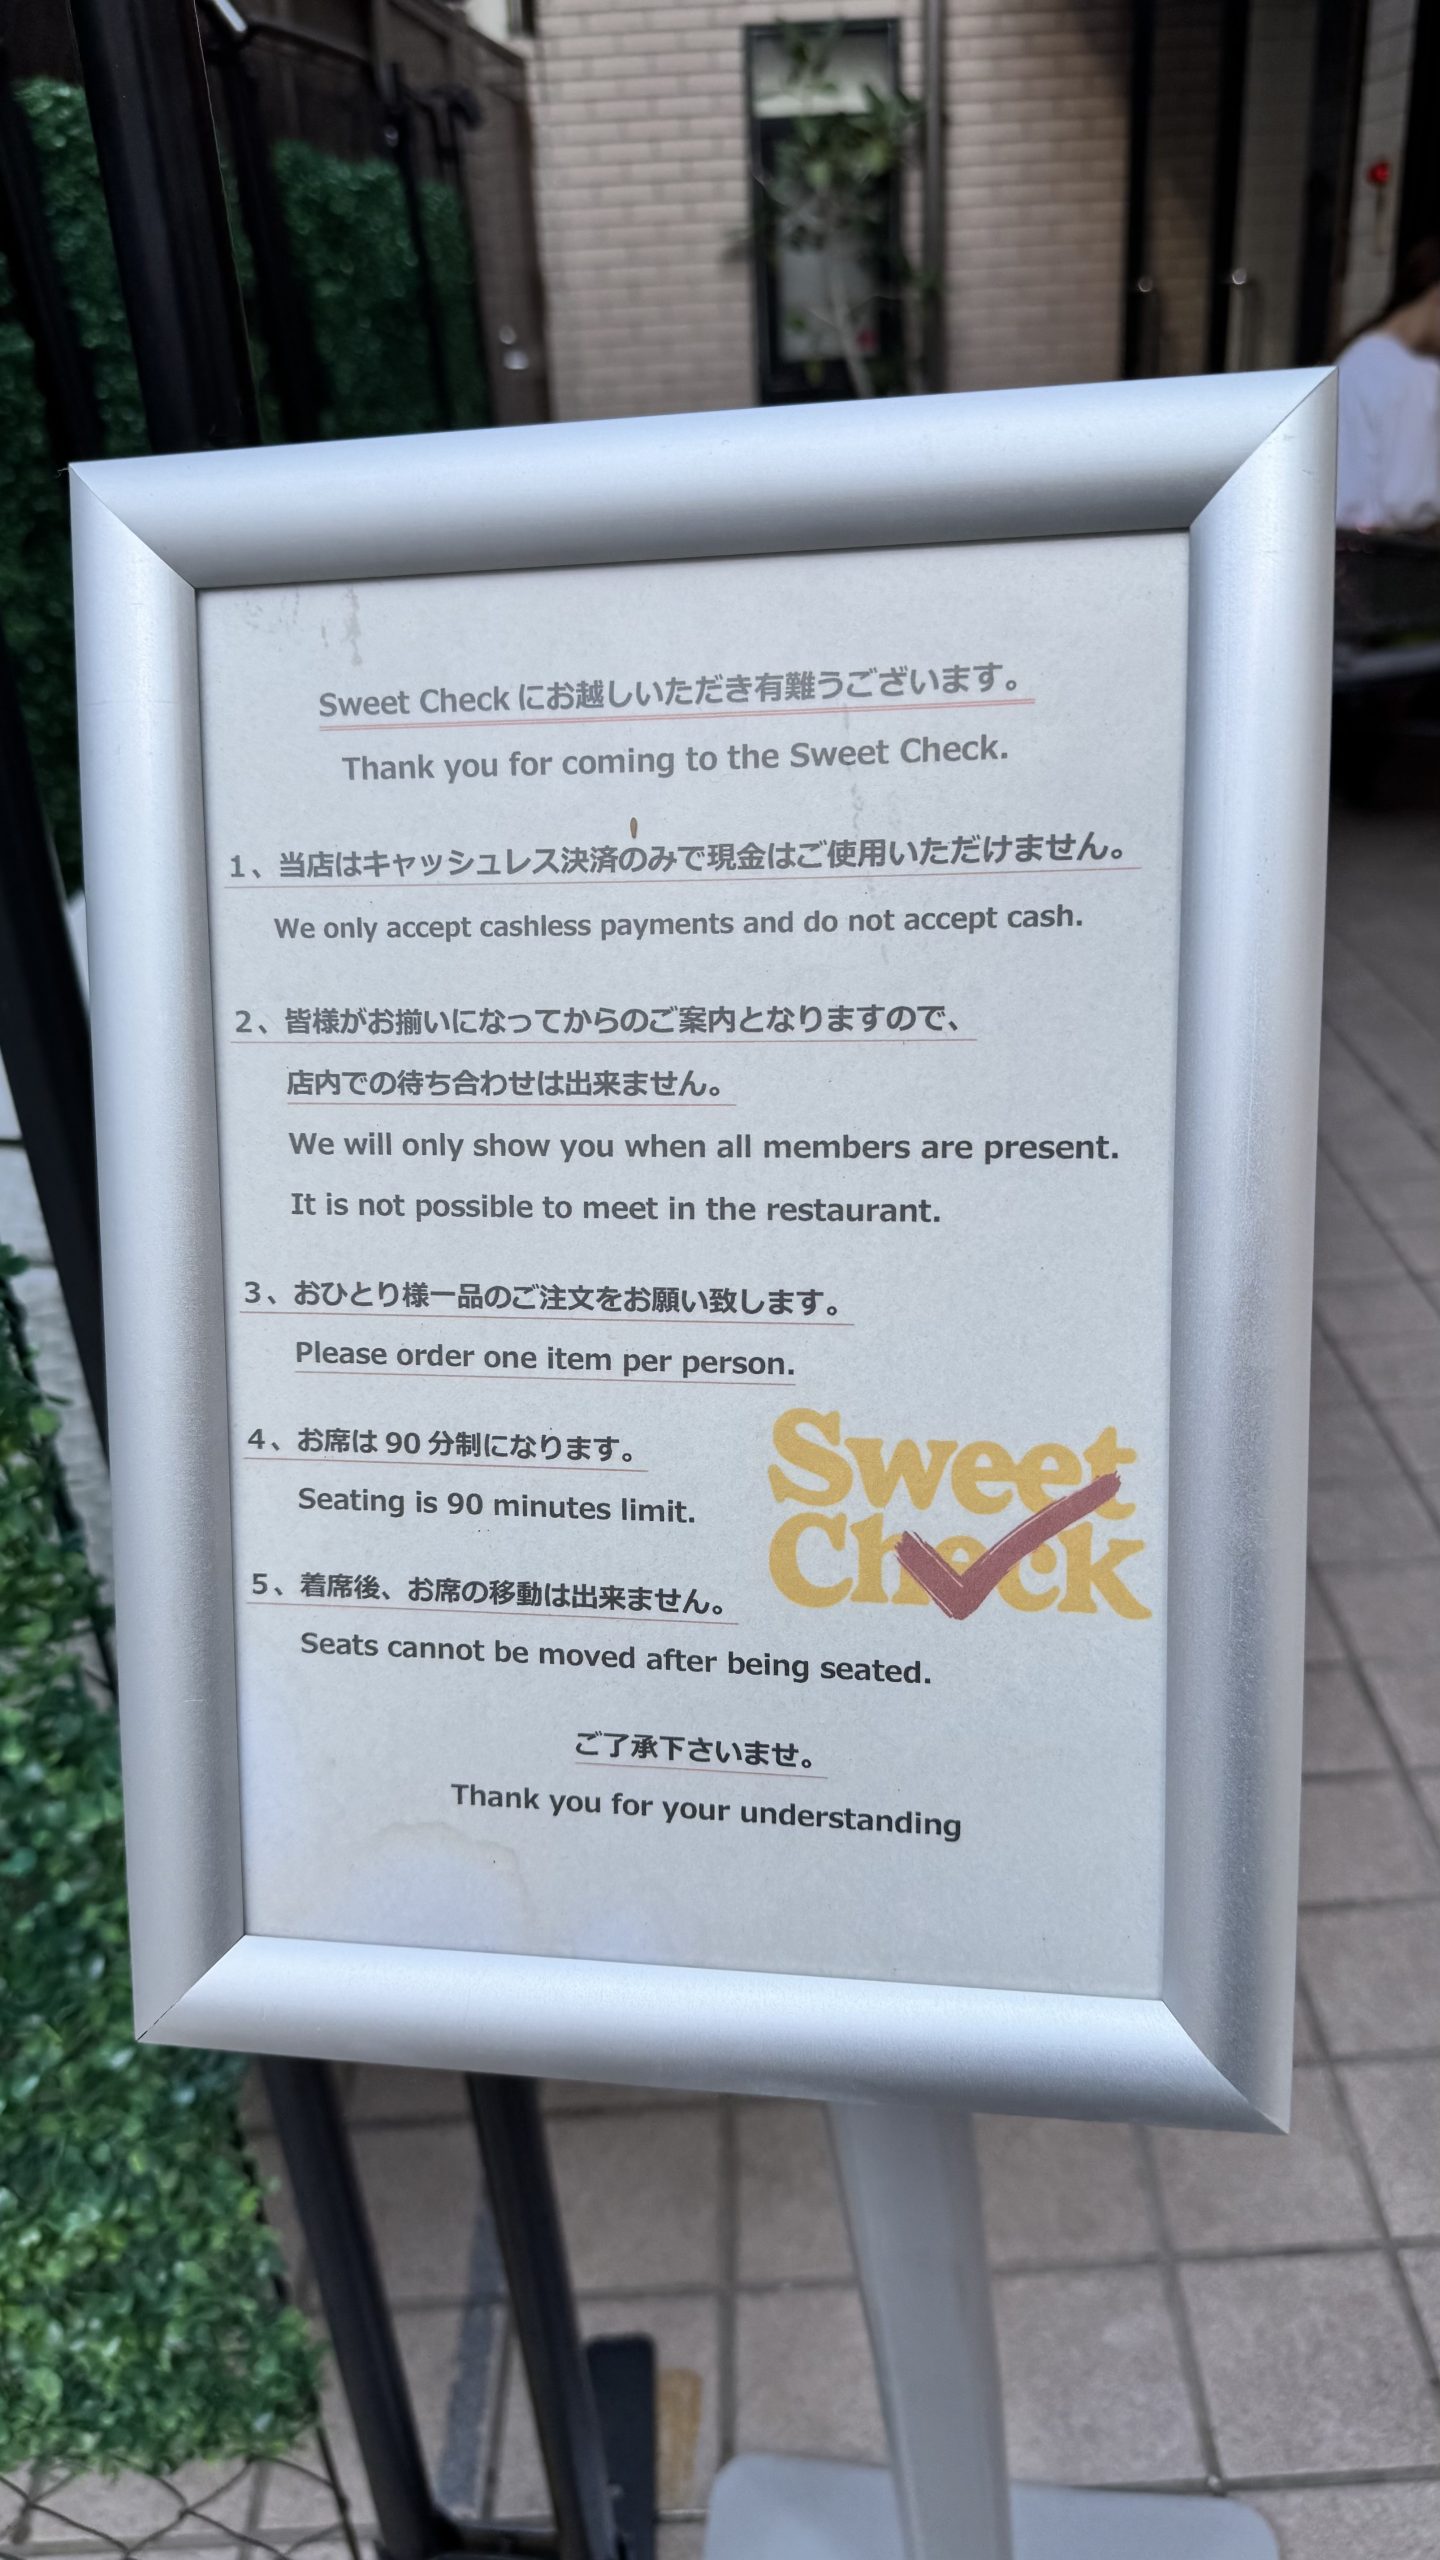 Sweet Check にお越しいただき有難うございます。
Thank you for coming to the Sweet Check.
1、当店はキャッシュレス決済のみで現金はご使用いただけません。
We only accept cashless payments and do not accept cash.
2、皆様がお揃いになってからのご案内となりますので、
店内での待ち合わせは出来ません。
We will only show you when all members are present.
It is not possible to meet in the restaurant.
3、おひとり様一品のご注文をお願い致します。
Please order one item per person.
4、お席は 90 分制になります。
Seating is 90 minutes limit.
5、着席後、お席の移動は出来ません。
Seats cannot be moved after being seated.
Sweet
Check
ご了承下さいませ。
Thank you for your understanding